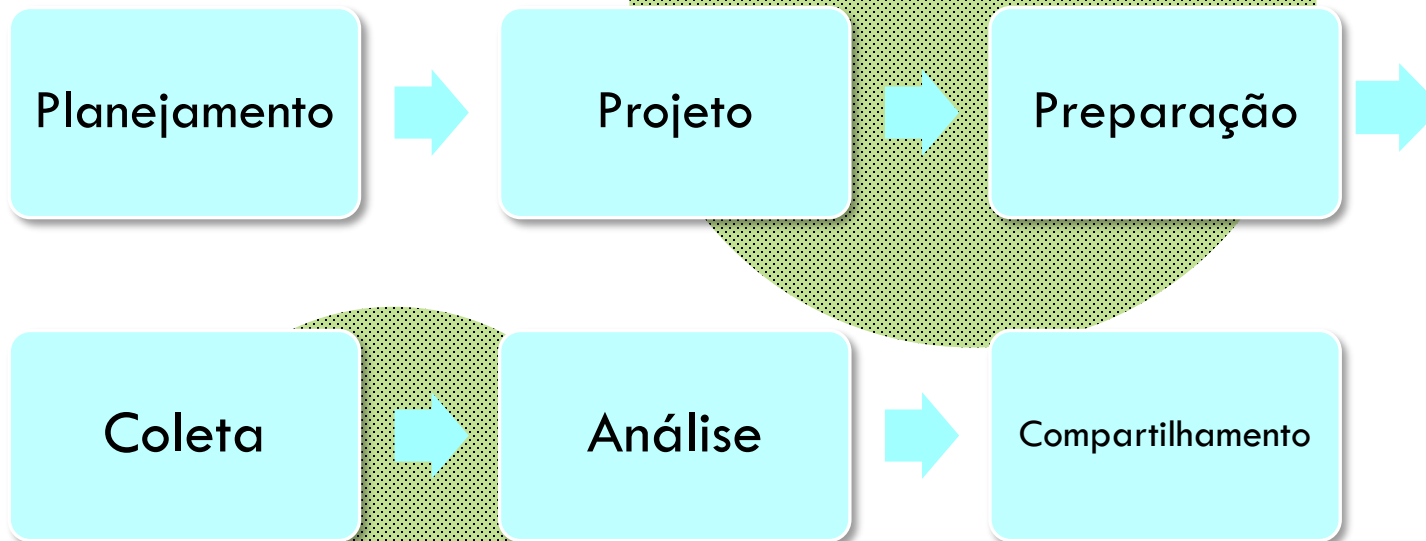 Planejamento
Projeto
Preparação
Coleta
Análise
Compartilhamento